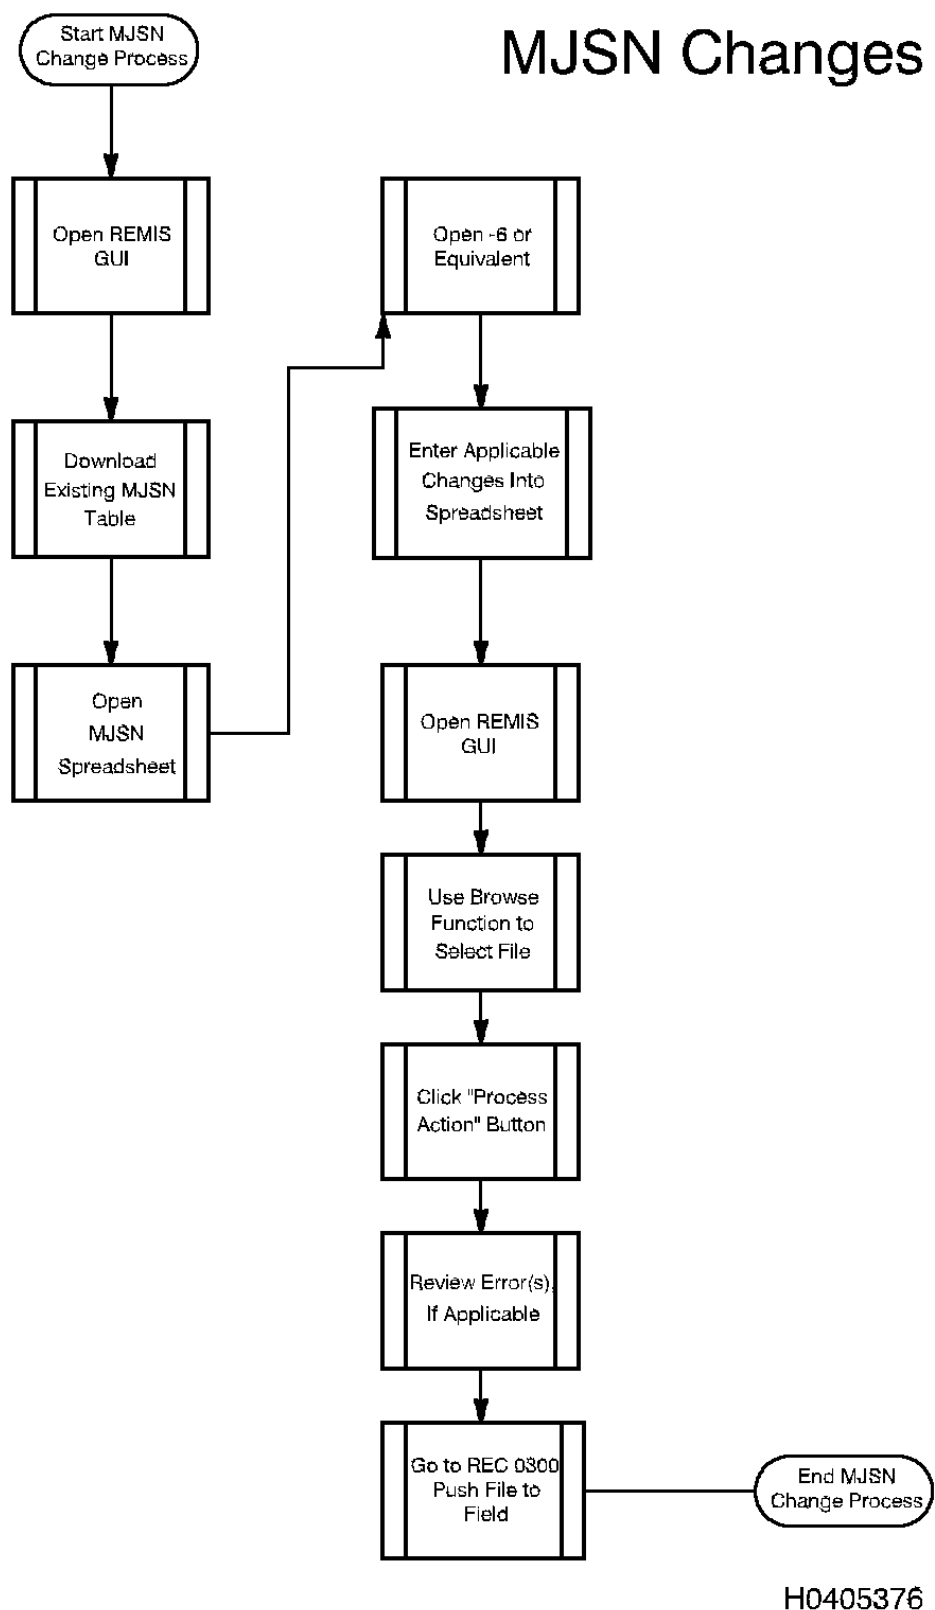 MJSN Changes
Start MJSN
Change Process
Open REMIS
GUI
Download
Existing MJSN
Table
Open
MJSN
Spreadsheet
Open -6 or
Equivalent
Enter Applicable
Changes Into
Spreadsheet
Open REMIS
GUI
Use Browse
Function to
Select File
Click "Process
Action" Button
Review Error(s),
If Applicable
Go to REC 0300
Push File to
Field
End MJSN
Change Process
H0405376